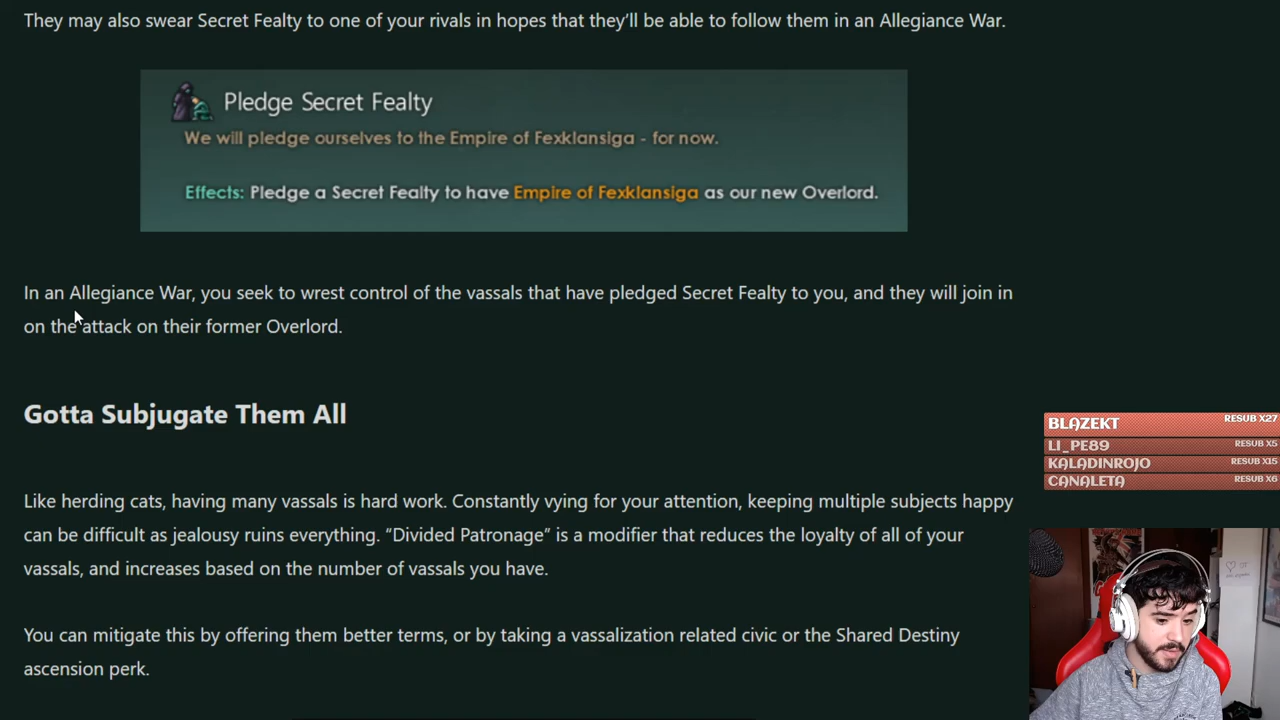 They may also swear Secret Fealty to one of your rivals in hopes that they'll be able to follow them in an Allegiance War.
Pledge Secret Fealty
We will pledge ourselves to the Empire of Fexklansiga - for now.
Effects: Pledge a Secret Fealty to have Empire of Fexklansiga as our new Overlord.
In an Allegiance War, you seek to wrest control of the vassals that have pledged Secret Fealty to you, and they will join in
on the attack on their former Overlord.
Gotta Subjugate Them All
Like herding cats, having many vassals is hard work. Constantly vying for your attention, keeping multiple subjects happy
can be difficult as jealousy ruins everything. “Divided Patronage” is a modifier that reduces the loyalty of all of your
vassals, and increases based on the number of vassals you have.
You can mitigate this by offering them better terms, or by taking a vassalization related civic or the Shared Destiny
ascension perk.
BLAZEKT RESUB X27
LI_PE89 RESUB X5
KALADINROJO RESUB X15
CANALETA RESUB X6